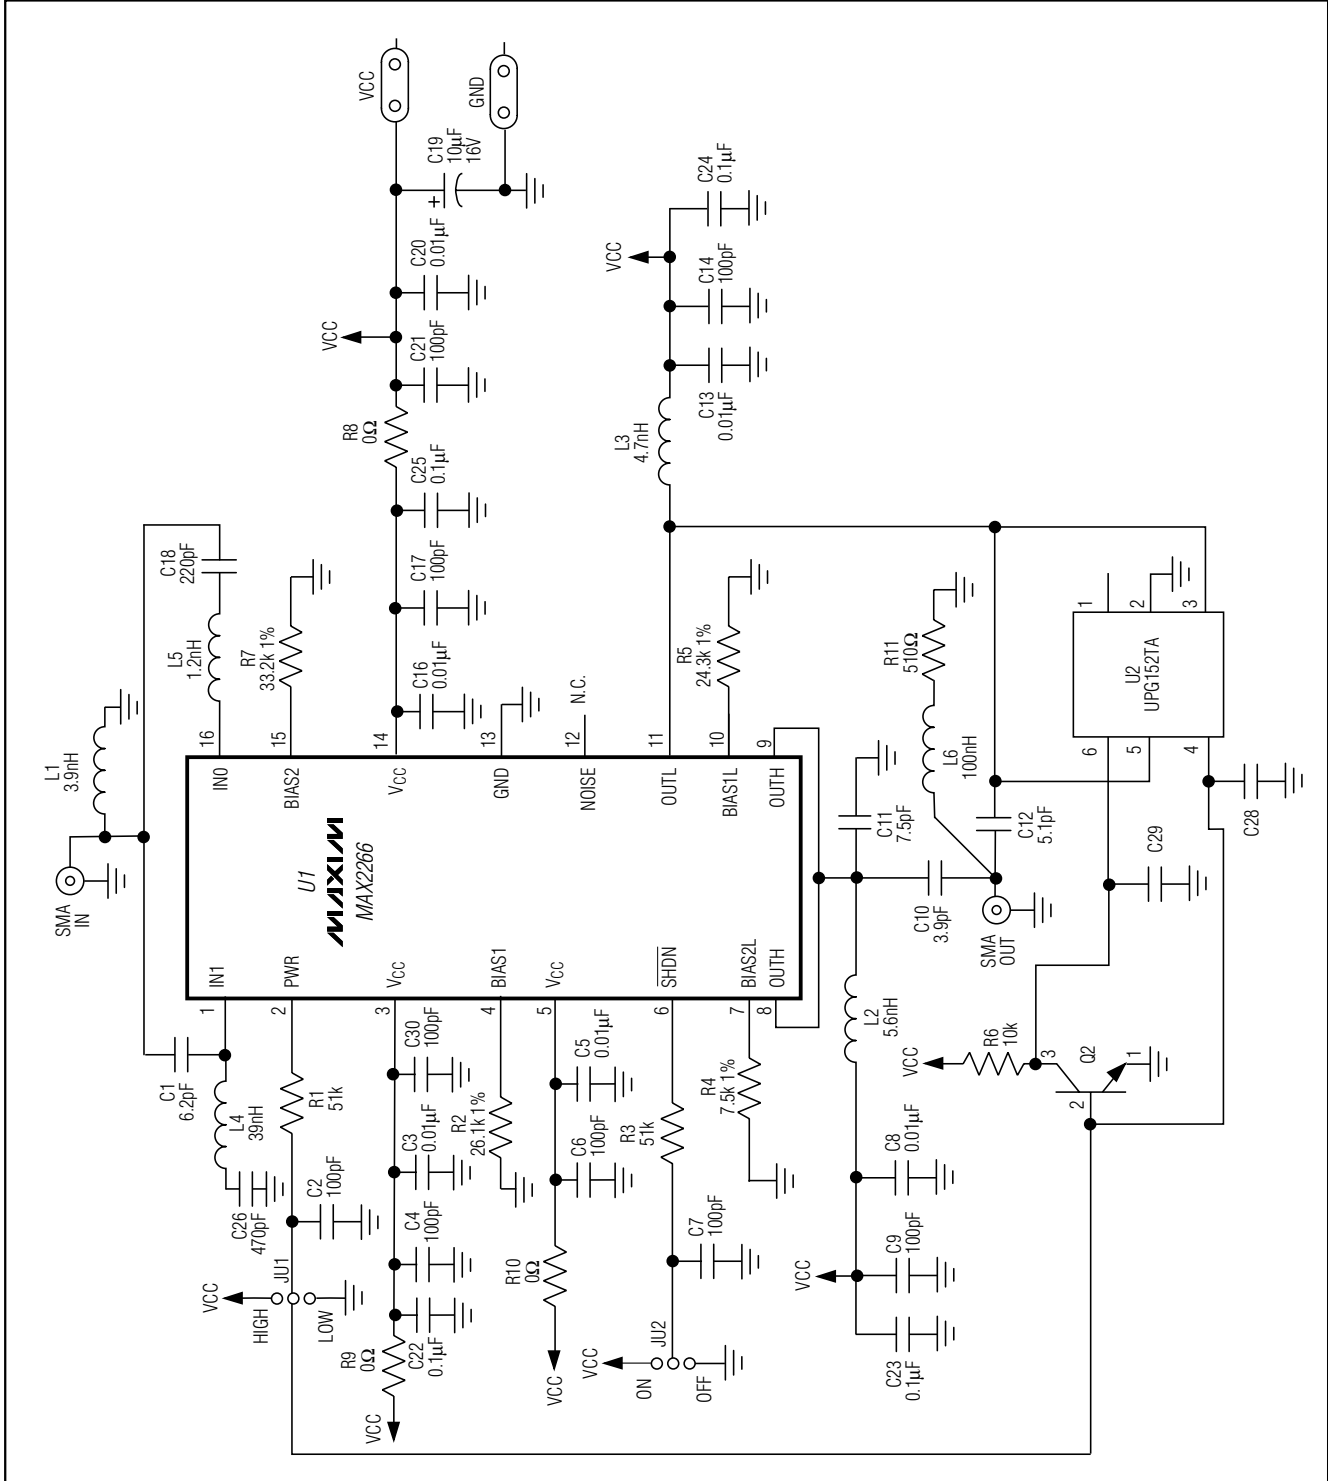 SMA
IN
L1
3.9nH
C18
220pF
L5
1.2nH
R7
33.2k 1%
C1
6.2pF
L4
39nH
C26
470pF
R1
51k
C2
100pF
JU1
VCC
HIGH
LOW
1
2
3
4
5
6
7
8
IN1
PWR
VCC
BIAS1
VCC
SHDN
BIAS2L
OUTH
U1
MAXIM
MAX2266
16
15
14
13
12
11
10
9
IN0
BIAS2
VCC
GND
NOISE
OUTL
BIAS1L
OUTH
N.C.
C16
0.01µF
C17
100pF
C25
0.1µF
R8
0Ω
C21
100pF
VCC
C20
0.01µF
C19
10µF
16V
+
VCC
GND
C30
100pF
C3
0.01µF
C4
100pF
C22
0.1µF
R9
0Ω
VCC
R2
26.1k 1%
C5
0.01µF
C6
100pF
R10
0Ω
VCC
R3
51k
C7
100pF
JU2
VCC
ON
OFF
R4
7.5k 1%
R5
24.3k 1%
L3
4.7nH
C13
0.01µF
C14
100pF
VCC
C24
0.1µF
C11
7.5pF
L2
5.6nH
C8
0.01µF
C9
100pF
VCC
C23
0.1µF
C10
3.9pF
SMA
OUT
C12
5.1pF
L6
100nH
R11
510Ω
U2
UPG152TA
1
2
3
6
5
4
C28
C29
VCC
R6
10k
3
Q2
2
1